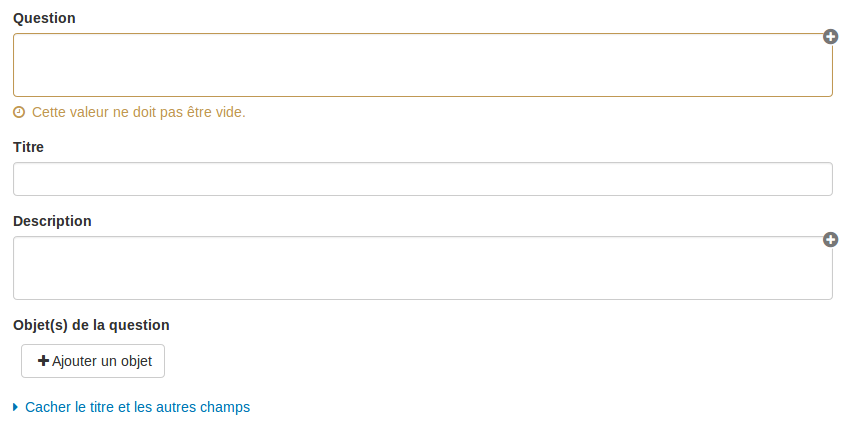 Question
Cette valeur ne doit pas être vide.
Titre
Description
Objet(s) de la question
Ajouter un objet
Cacher le titre et les autres champs